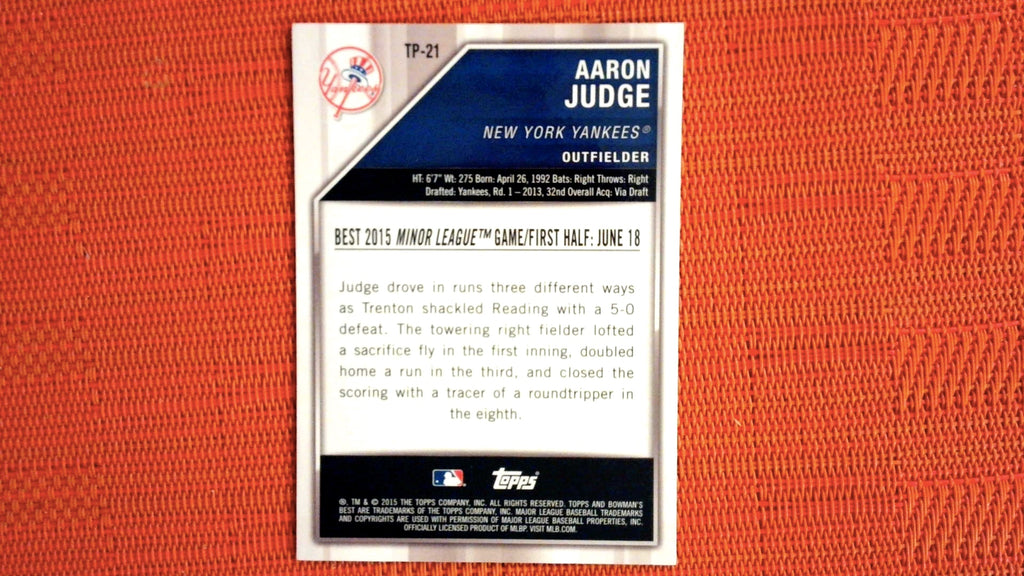 TP-21
AARON
JUDGE
NEW YORK YANKEES®
OUTFIELDER
HT: 6'7" Wt: 275 Born: April 26, 1992 Bats: Right Throws: Right
Drafted: Yankees, Rd. 1 – 2013, 32nd Overall Acq: Via Draft
BEST 2015 MINOR LEAGUE™ GAME/FIRST HALF: JUNE 18
Judge drove in runs three different ways
as Trenton shackled Reading with a 5-0
defeat. The towering right fielder lofted
a sacrifice fly in the first inning, doubled
home a run in the third, and closed the
scoring with a tracer of a roundtripper in
the eighth.
topps®
®, TM & © 2015 THE TOPPS COMPANY, INC. ALL RIGHTS RESERVED. TOPPS AND BOWMAN'S
BEST ARE TRADEMARKS OF THE TOPPS COMPANY, INC. MAJOR LEAGUE BASEBALL TRADEMARKS
AND COPYRIGHTS ARE USED WITH PERMISSION OF MAJOR LEAGUE BASEBALL PROPERTIES, INC.
OFFICIALLY LICENSED PRODUCT OF MLBP. VISIT MLB.COM.